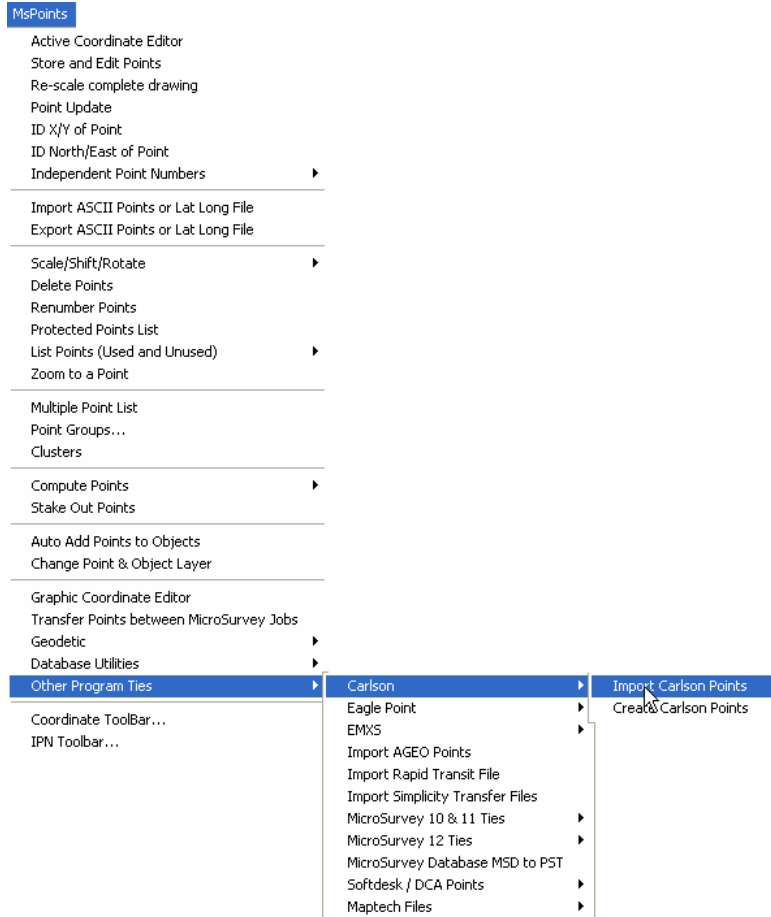 MsPoints
Active Coordinate Editor
Store and Edit Points
Re-scale complete drawing
Point Update
ID X/Y of Point
ID North/East of Point
Independent Point Numbers
Import ASCII Points or Lat Long File
Export ASCII Points or Lat Long File
Scale/Shift/Rotate
Delete Points
Renumber Points
Protected Points List
List Points (Used and Unused)
Zoom to a Point
Multiple Point List
Point Groups...
Clusters
Compute Points
Stake Out Points
Auto Add Points to Objects
Change Point & Object Layer
Graphic Coordinate Editor
Transfer Points between MicroSurvey Jobs
Geodetic
Database Utilities
Other Program Ties
Coordinate ToolBar...
IPN Toolbar...
Carlson
Eagle Point
EMXS
Import AGEO Points
Import Rapid Transit File
Import Simplicity Transfer Files
MicroSurvey 10 & 11 Ties
MicroSurvey 12 Ties
MicroSurvey Database MSD to PST
Softdesk / DCA Points
Maptech Files
Import Carlson Points
Create Carlson Points